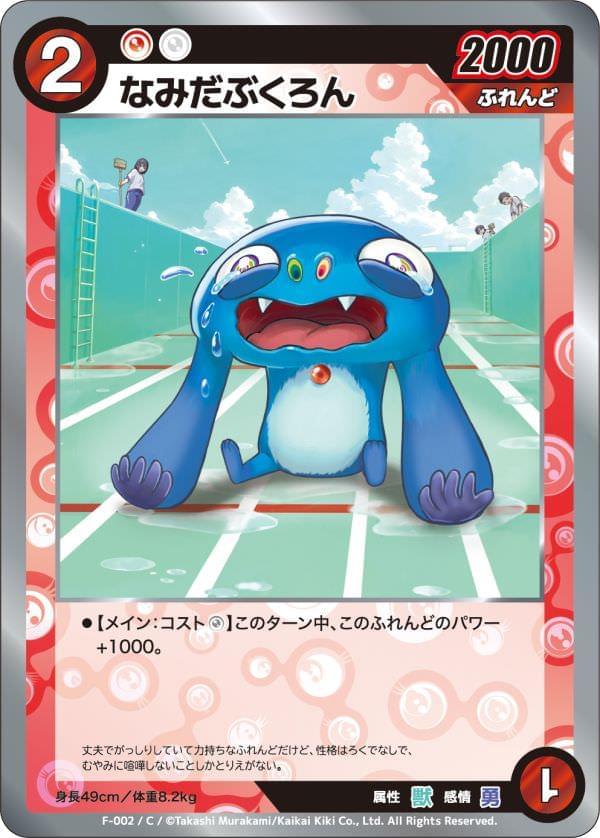 2
2000
なみだぶくろん
ふれんど
●【メイン:コスト】このターン中、このふれんどのパワー
+1000。
丈夫でがっしりしていて力持ちなふれんどだけど、性格はろくでなしで、
むやみに喧嘩しないことしかとりえがない。
身長49cm/体重8.2kg
属性 獣 感情 勇
1
F-002 / C / ©Takashi Murakami/Kaikai Kiki Co., Ltd. All Rights Reserved.